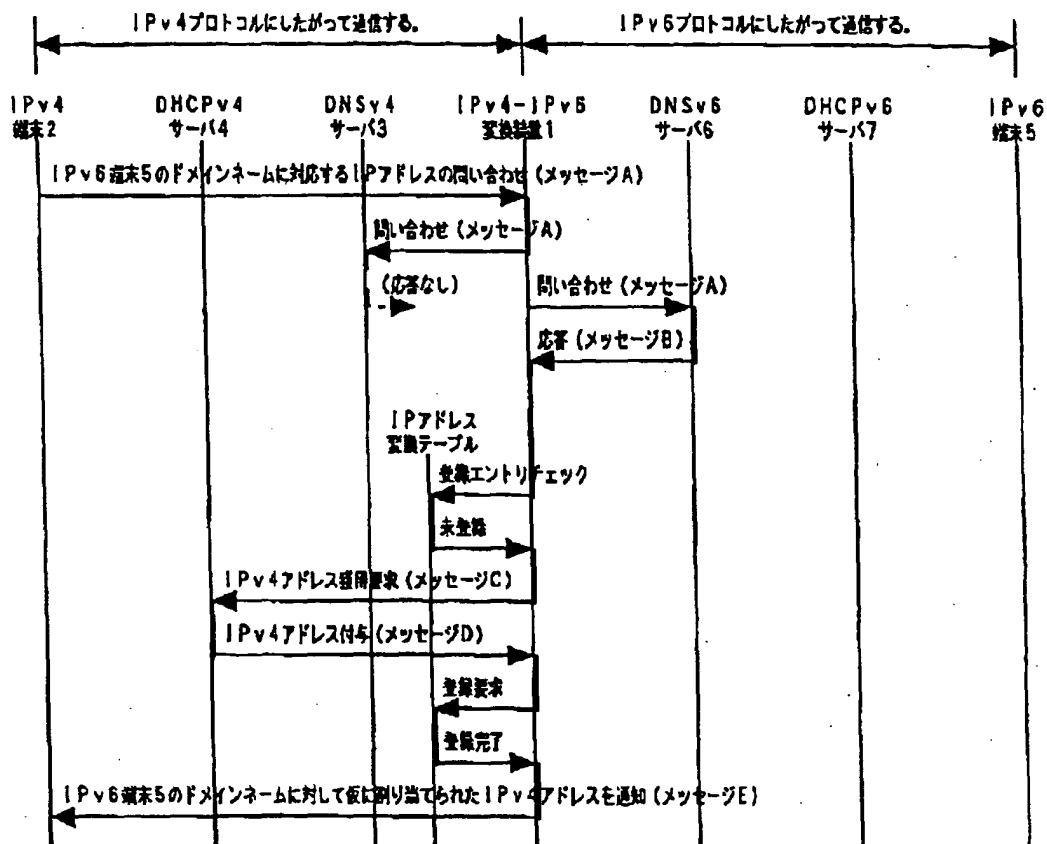 IPv4プロトコルにしたがって通信する。
IPv6プロトコルにしたがって通信する。
IPv4
端末2
DHCPv4
サーバ4
DNSv4
サーバ3
IPv4-IPv6
変換装置1
DNSv6
サーバ6
DHCPv6
サーバ7
IPv6
端末5
IPv6端末5のドメインネームに対応するIPアドレスの問い合わせ(メッセージA)
問い合わせ(メッセージA)
(応答なし)
問い合わせ(メッセージA)
応答(メッセージB)
IPアドレス
変換テーブル
登録エントリチェック
未登録
IPv4アドレス獲得要求(メッセージC)
IPv4アドレス付与(メッセージD)
登録要求
登録完了
IPv6端末5のドメインネームに対して仮に割り当てられたIPv4アドレスを通知(メッセージE)